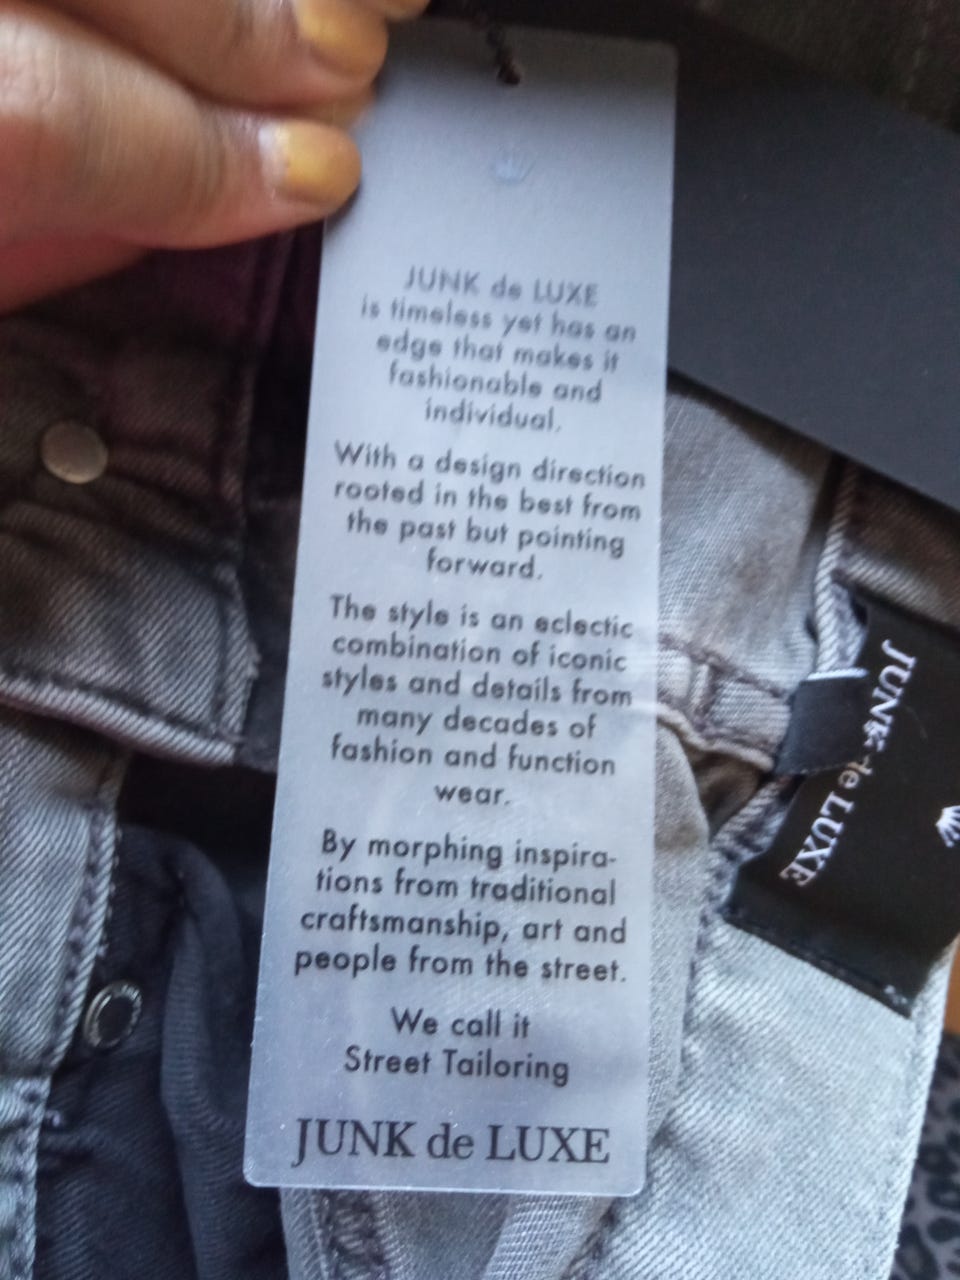 JUNK de LUXE
is timeless yet has an
edge that makes it
fashionable and
individual.
With a design direction
rooted in the best from
the past but pointing
forward.
The style is an eclectic
combination of iconic
styles and details from
many decades of
fashion and function
wear.
By morphing inspira-
tions from traditional
craftsmanship, art and
people from the street.
We call it
Street Tailoring
JUNK de LUXE
JUNK de LUXE